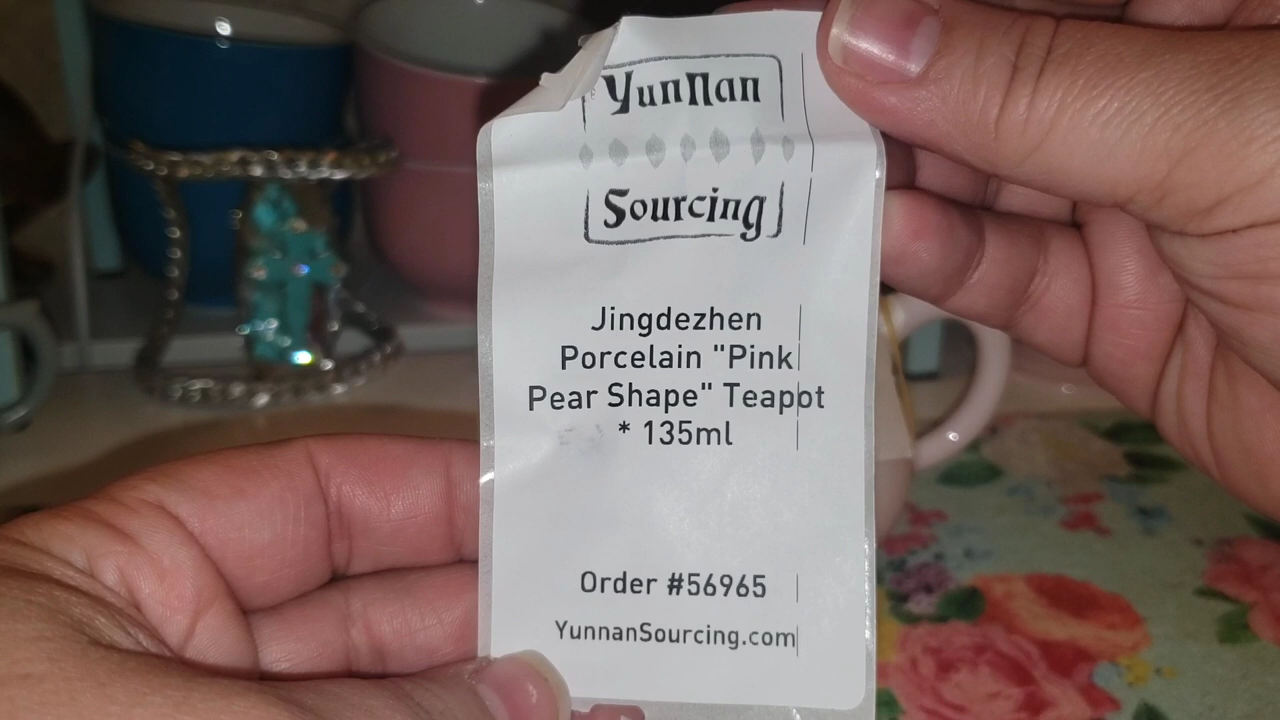 YunNan
Sourcing
Jingdezhen
Porcelain "Pink
Pear Shape" Teapot
* 135ml
Order #56965
YunnanSourcing.com